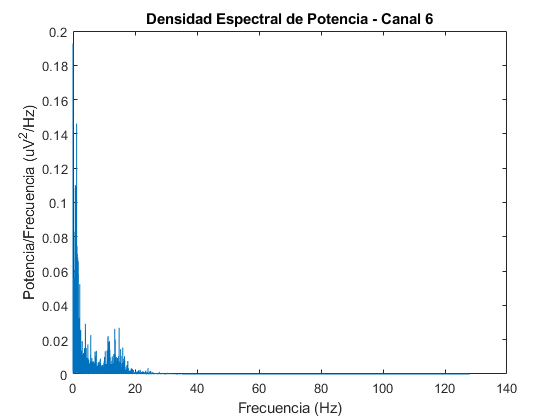 Densidad Espectral de Potencia - Canal 6
0.2
0.18
0.16
0.14
0.12
0.1
0.08
0.06
0.04
0.02
0
Potencia/Frecuencia (uV²/Hz)
0 20 40 60 80 100 120 140
Frecuencia (Hz)